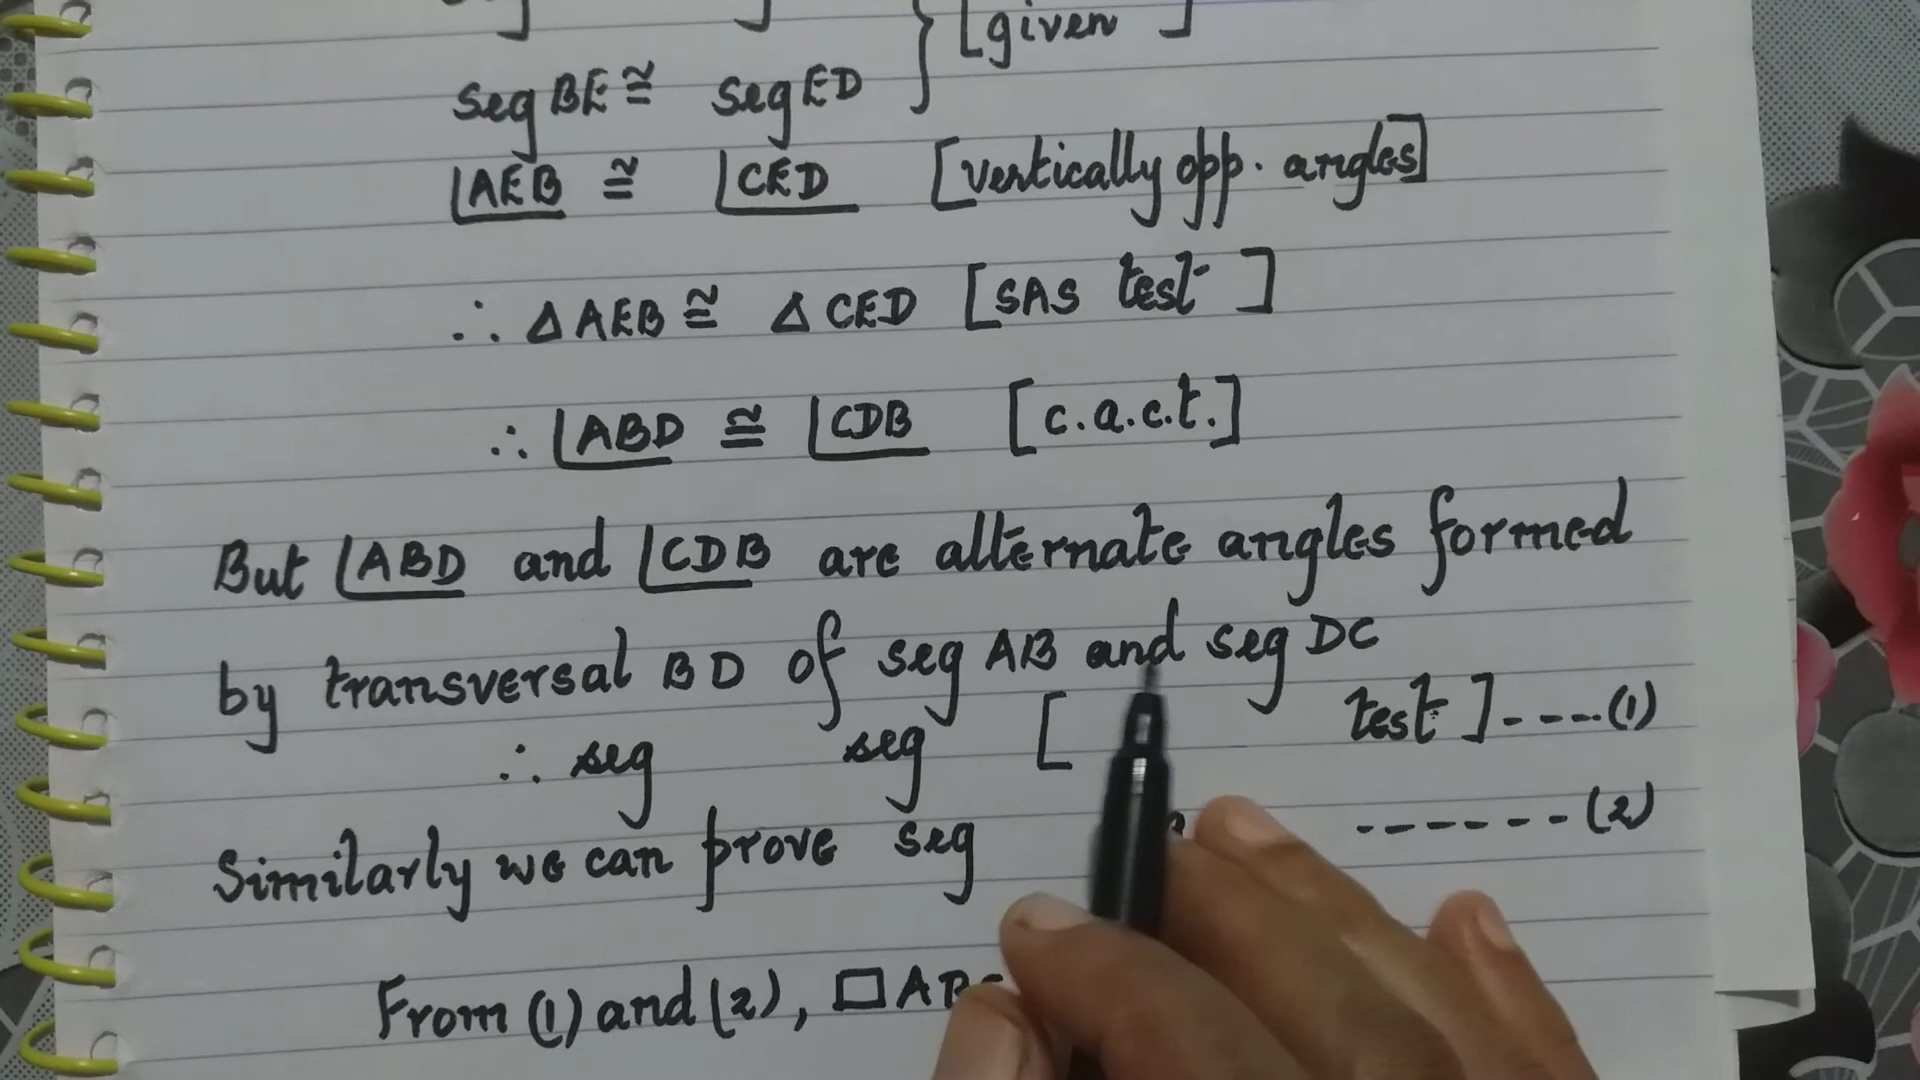 [given]
seg BE ≅ seg ED
∠AEB ≅ ∠CED [vertically opp. angles]
∴ △AEB ≅ △CED [SAS test]
∴ ∠ABD ≅ ∠CDB [c.a.c.t.]
But ∠ABD and ∠CDB are alternate angles formed
by transversal BD of seg AB and seg DC
∴ seg seg [ test] ----(1)
Similarly we can prove seg ------(2)
From (1) and (2), □